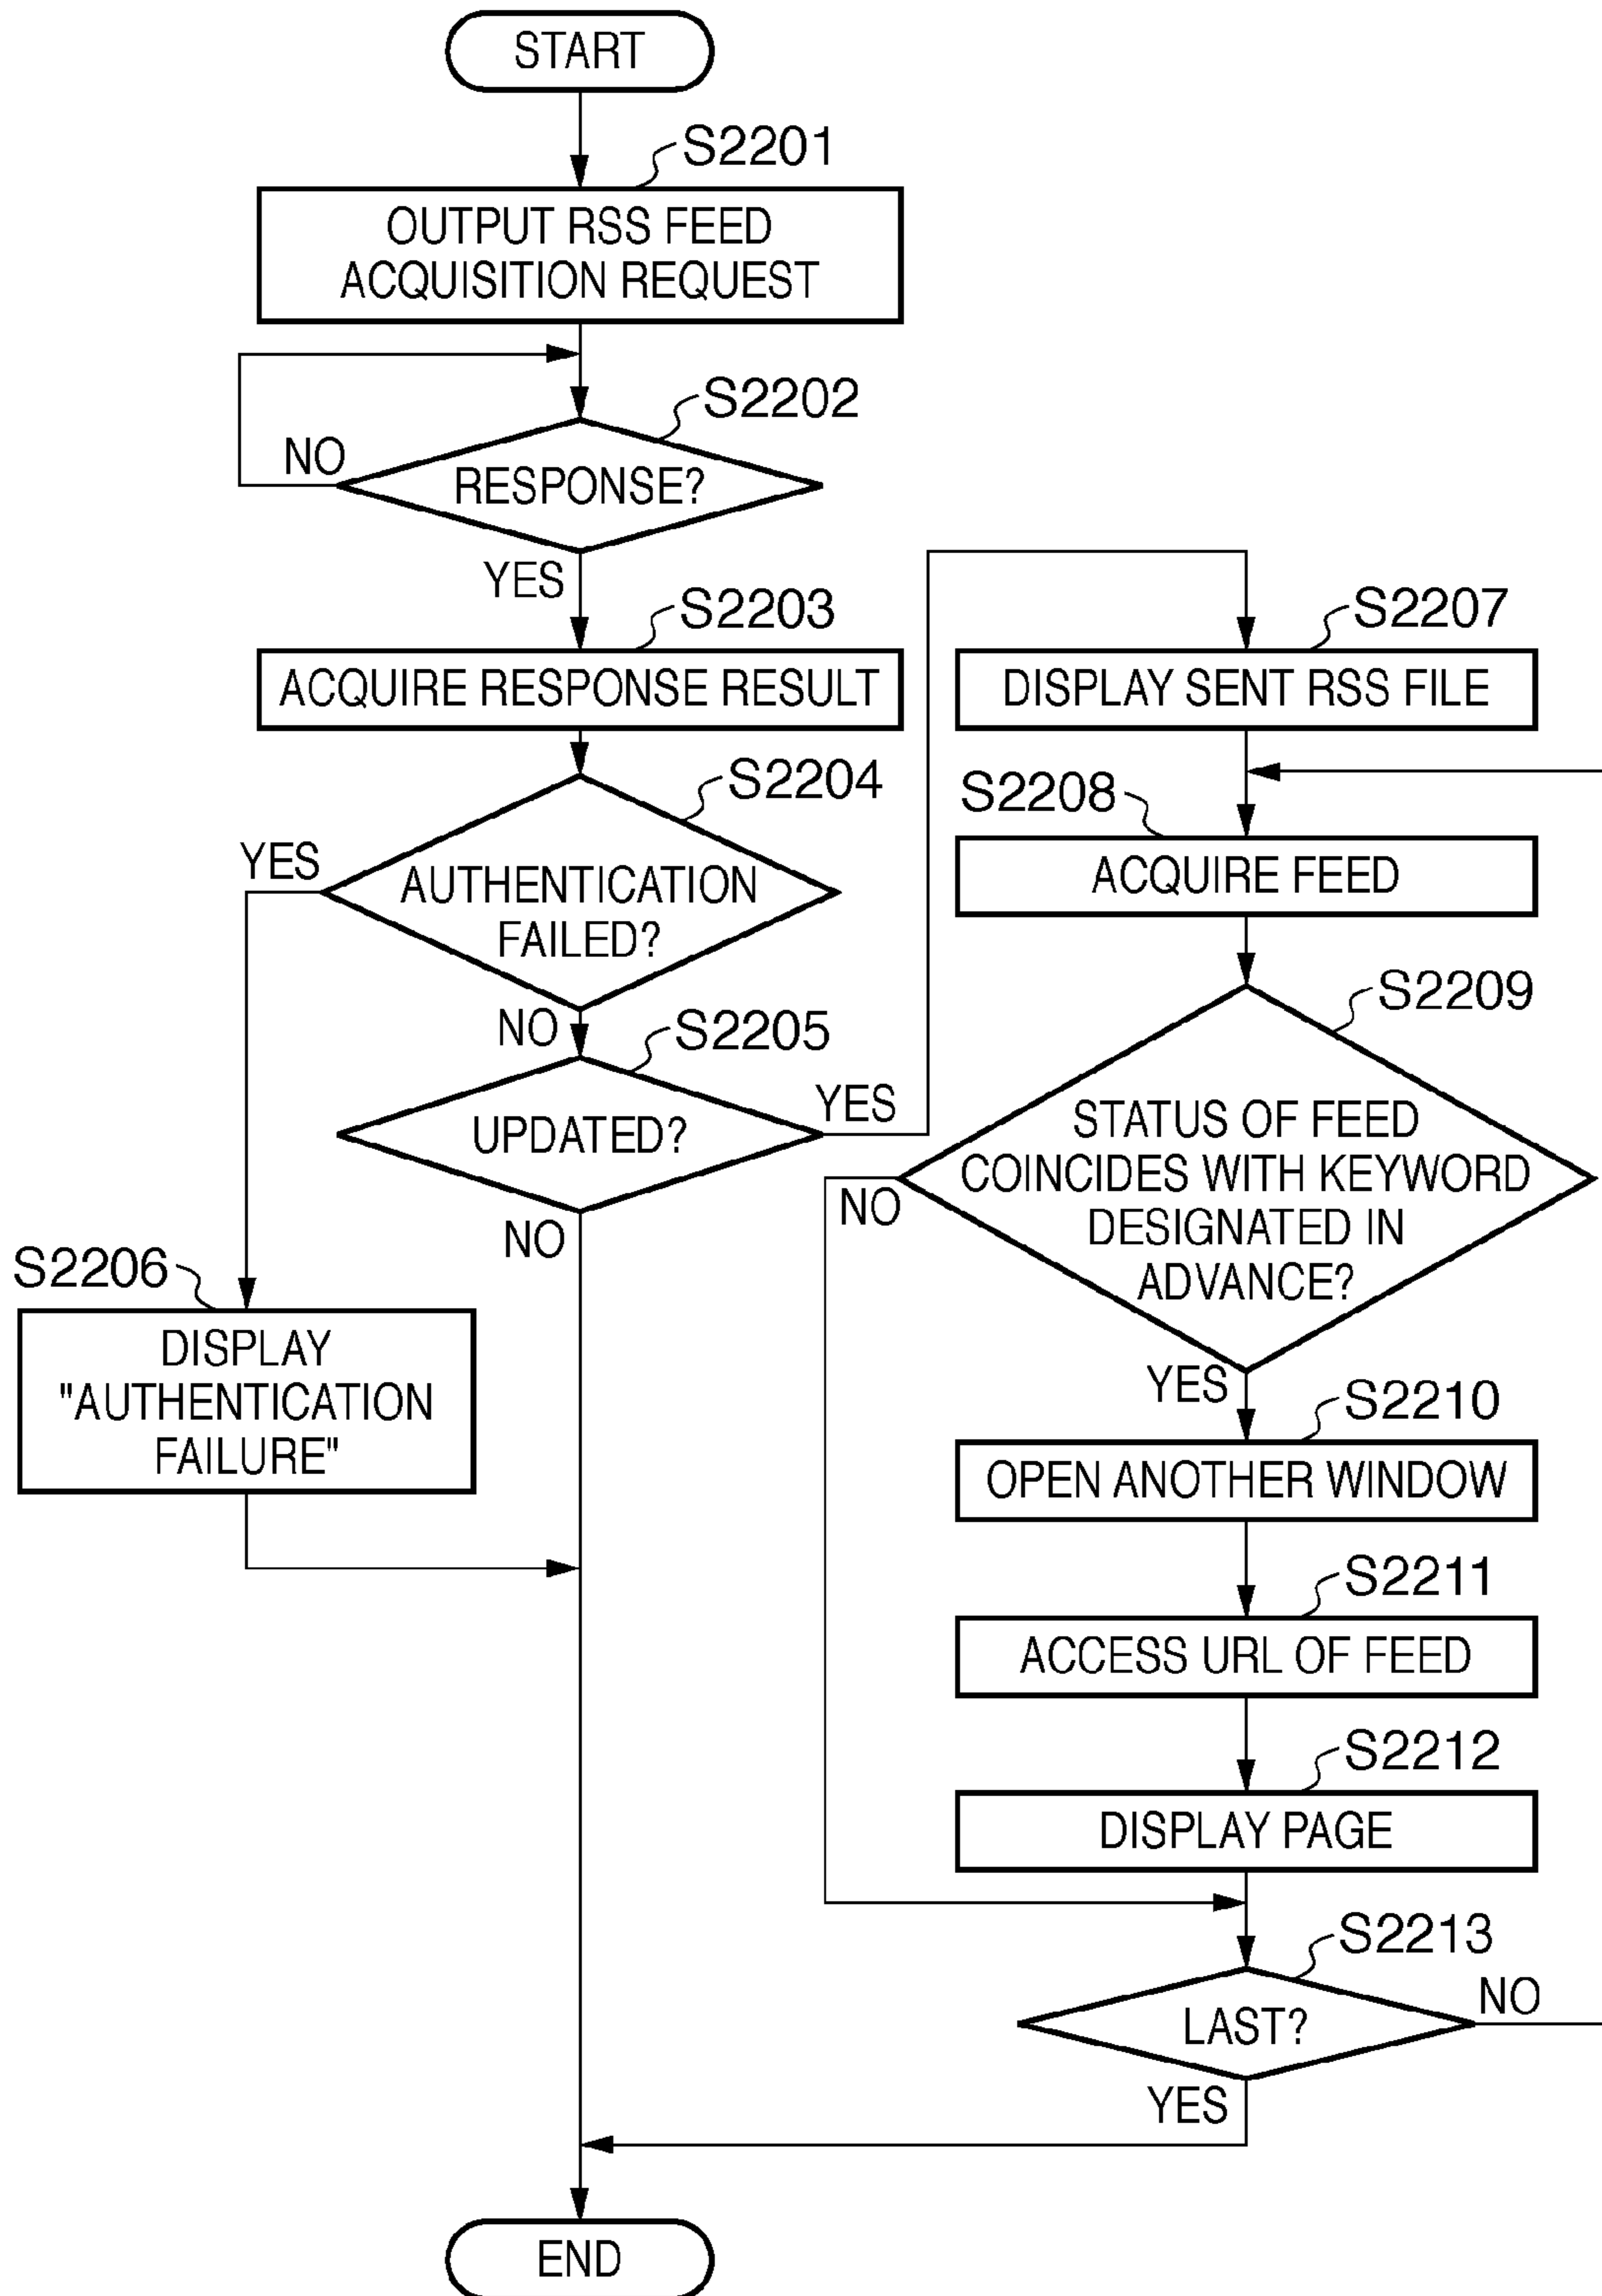 START
S2201
OUTPUT RSS FEED
ACQUISITION REQUEST
S2202
NO
RESPONSE?
YES
S2203
ACQUIRE RESPONSE RESULT
S2204
YES
AUTHENTICATION
FAILED?
NO
S2205
UPDATED?
YES
NO
S2206
DISPLAY
"AUTHENTICATION
FAILURE"
S2207
DISPLAY SENT RSS FILE
S2208
ACQUIRE FEED
S2209
STATUS OF FEED
COINCIDES WITH KEYWORD
DESIGNATED IN
ADVANCE?
NO
YES
S2210
OPEN ANOTHER WINDOW
S2211
ACCESS URL OF FEED
S2212
DISPLAY PAGE
S2213
LAST?
NO
YES
END